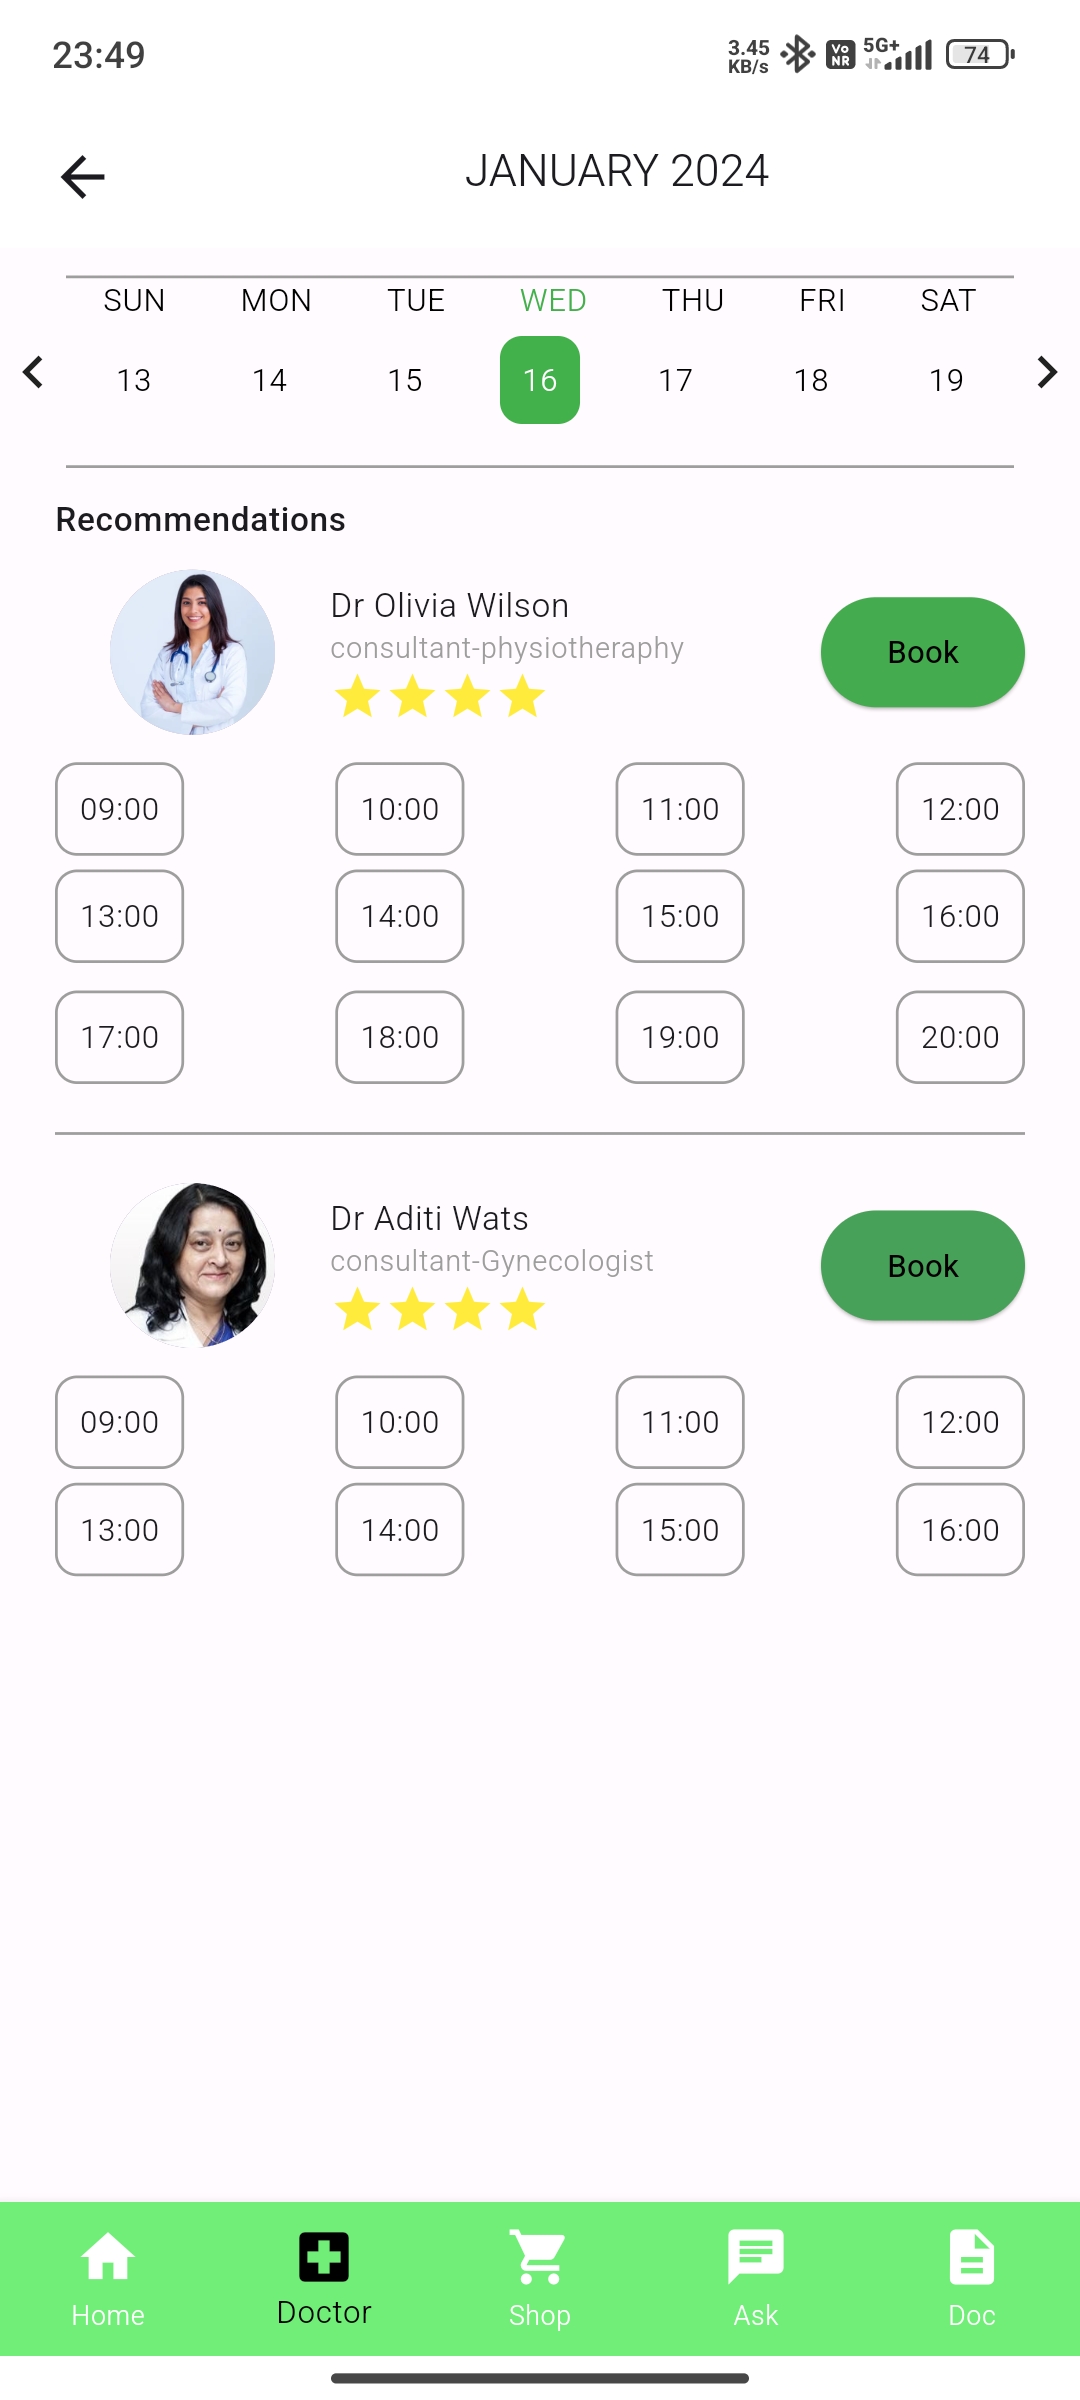 23:49
3.45 KB/s
Vo NR
5G+
74
JANUARY 2024
SUN MON TUE WED THU FRI SAT
13 14 15 16 17 18 19
Recommendations
Dr Olivia Wilson
consultant-physiotheraphy
Book
09:00 10:00 11:00 12:00
13:00 14:00 15:00 16:00
17:00 18:00 19:00 20:00
Dr Aditi Wats
consultant-Gynecologist
Book
09:00 10:00 11:00 12:00
13:00 14:00 15:00 16:00
Home Doctor Shop Ask Doc